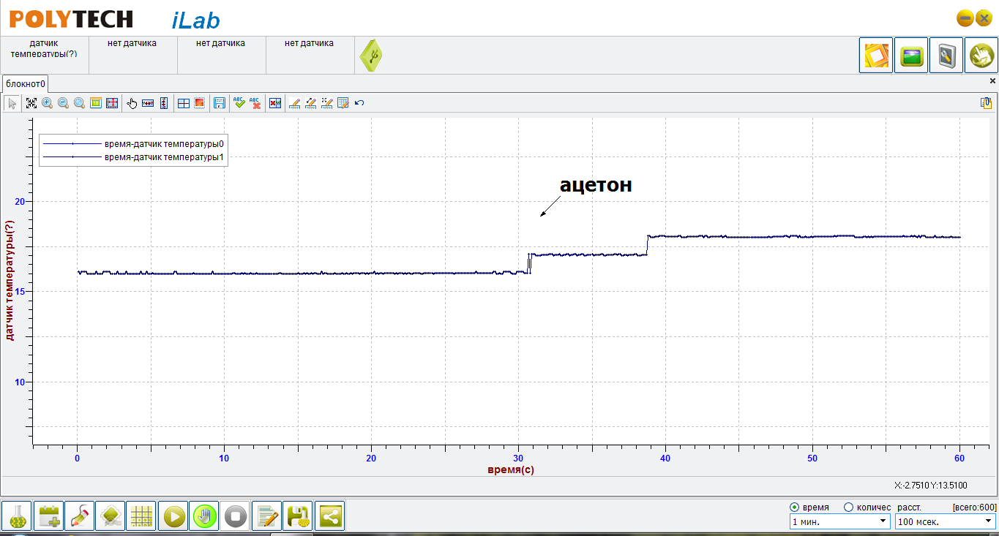 POLYTECH iLab
датчик температуры(?)
нет датчика
нет датчика
нет датчика
блокнот0
время-датчик температуры0
время-датчик температуры1
ацетон
20
15
10
датчик температуры(?)
0 10 20 30 40 50 60
время(с)
X:-2.7510 Y:13.5100
время количес расст. [всего:600]
1 мин. 100 мсек.